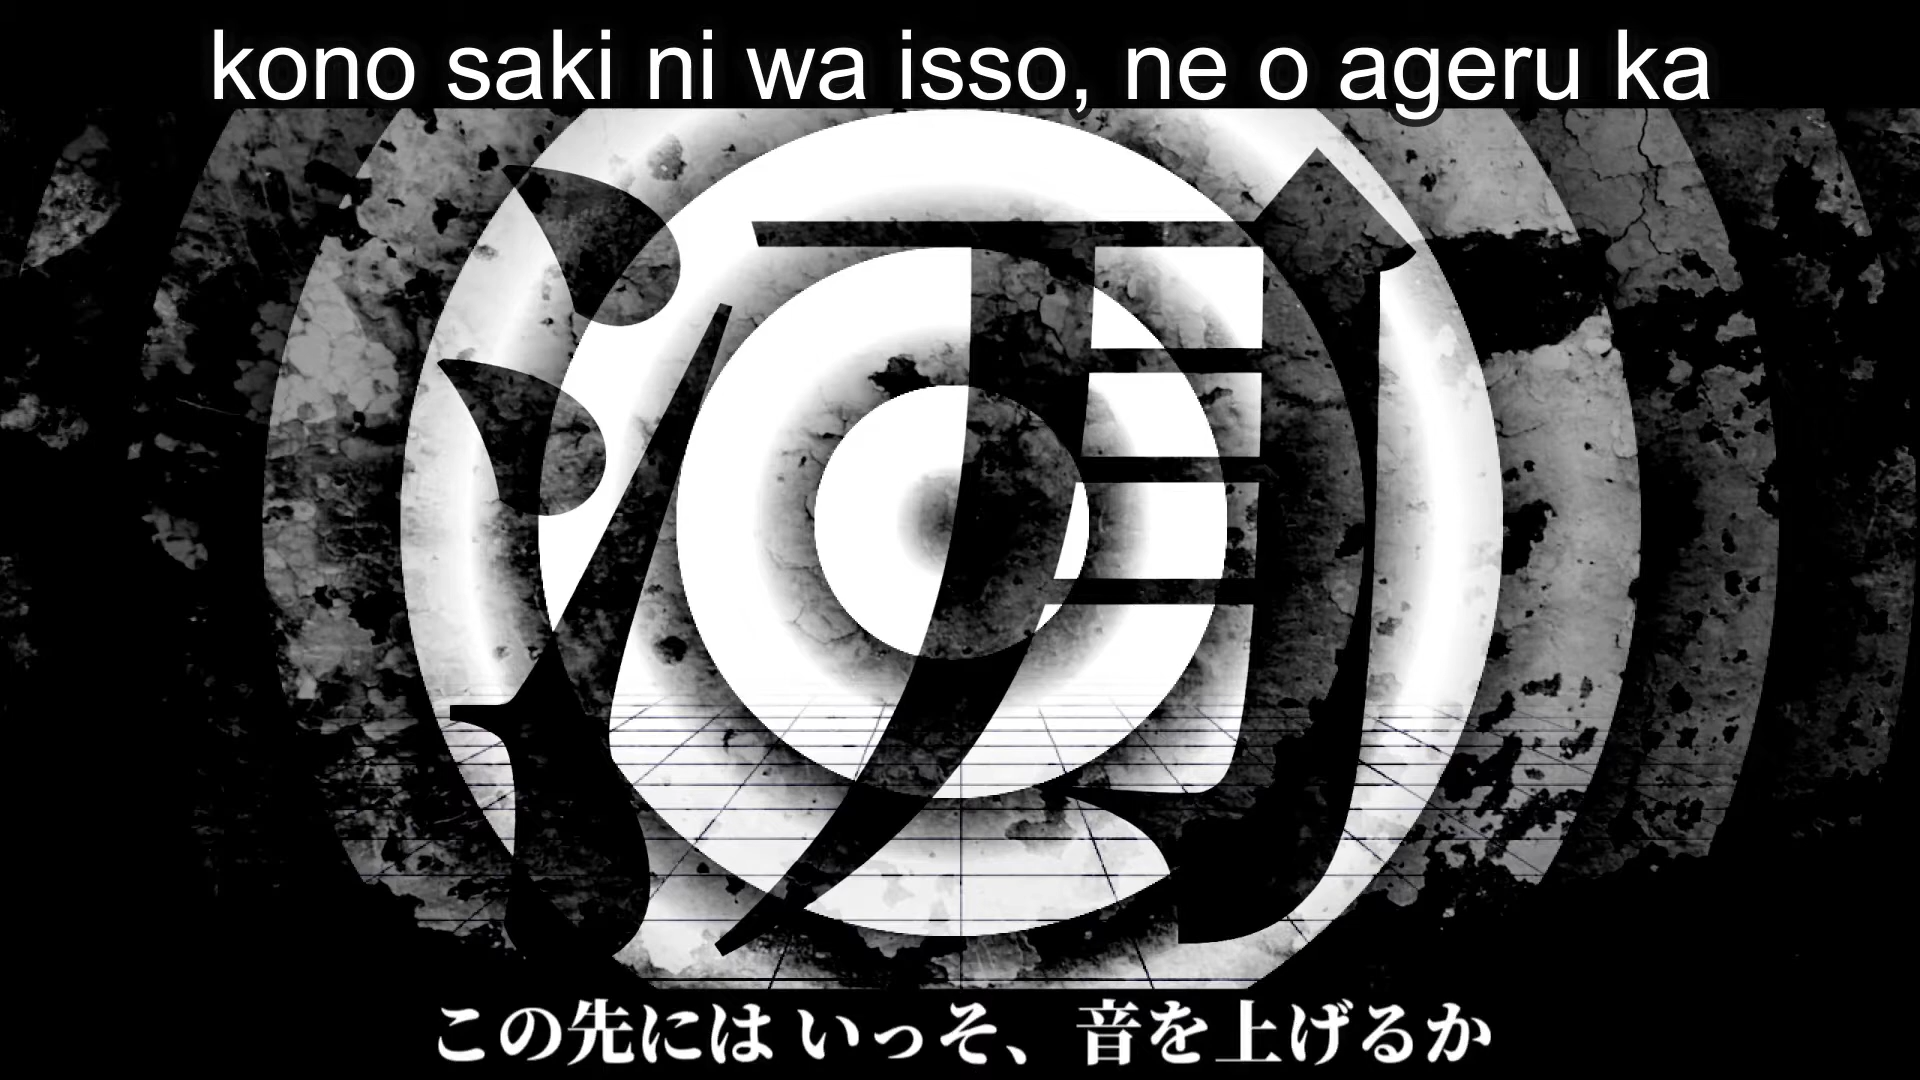 kono saki ni wa isso, ne o ageru ka
この先には いっそ、音を上げるか